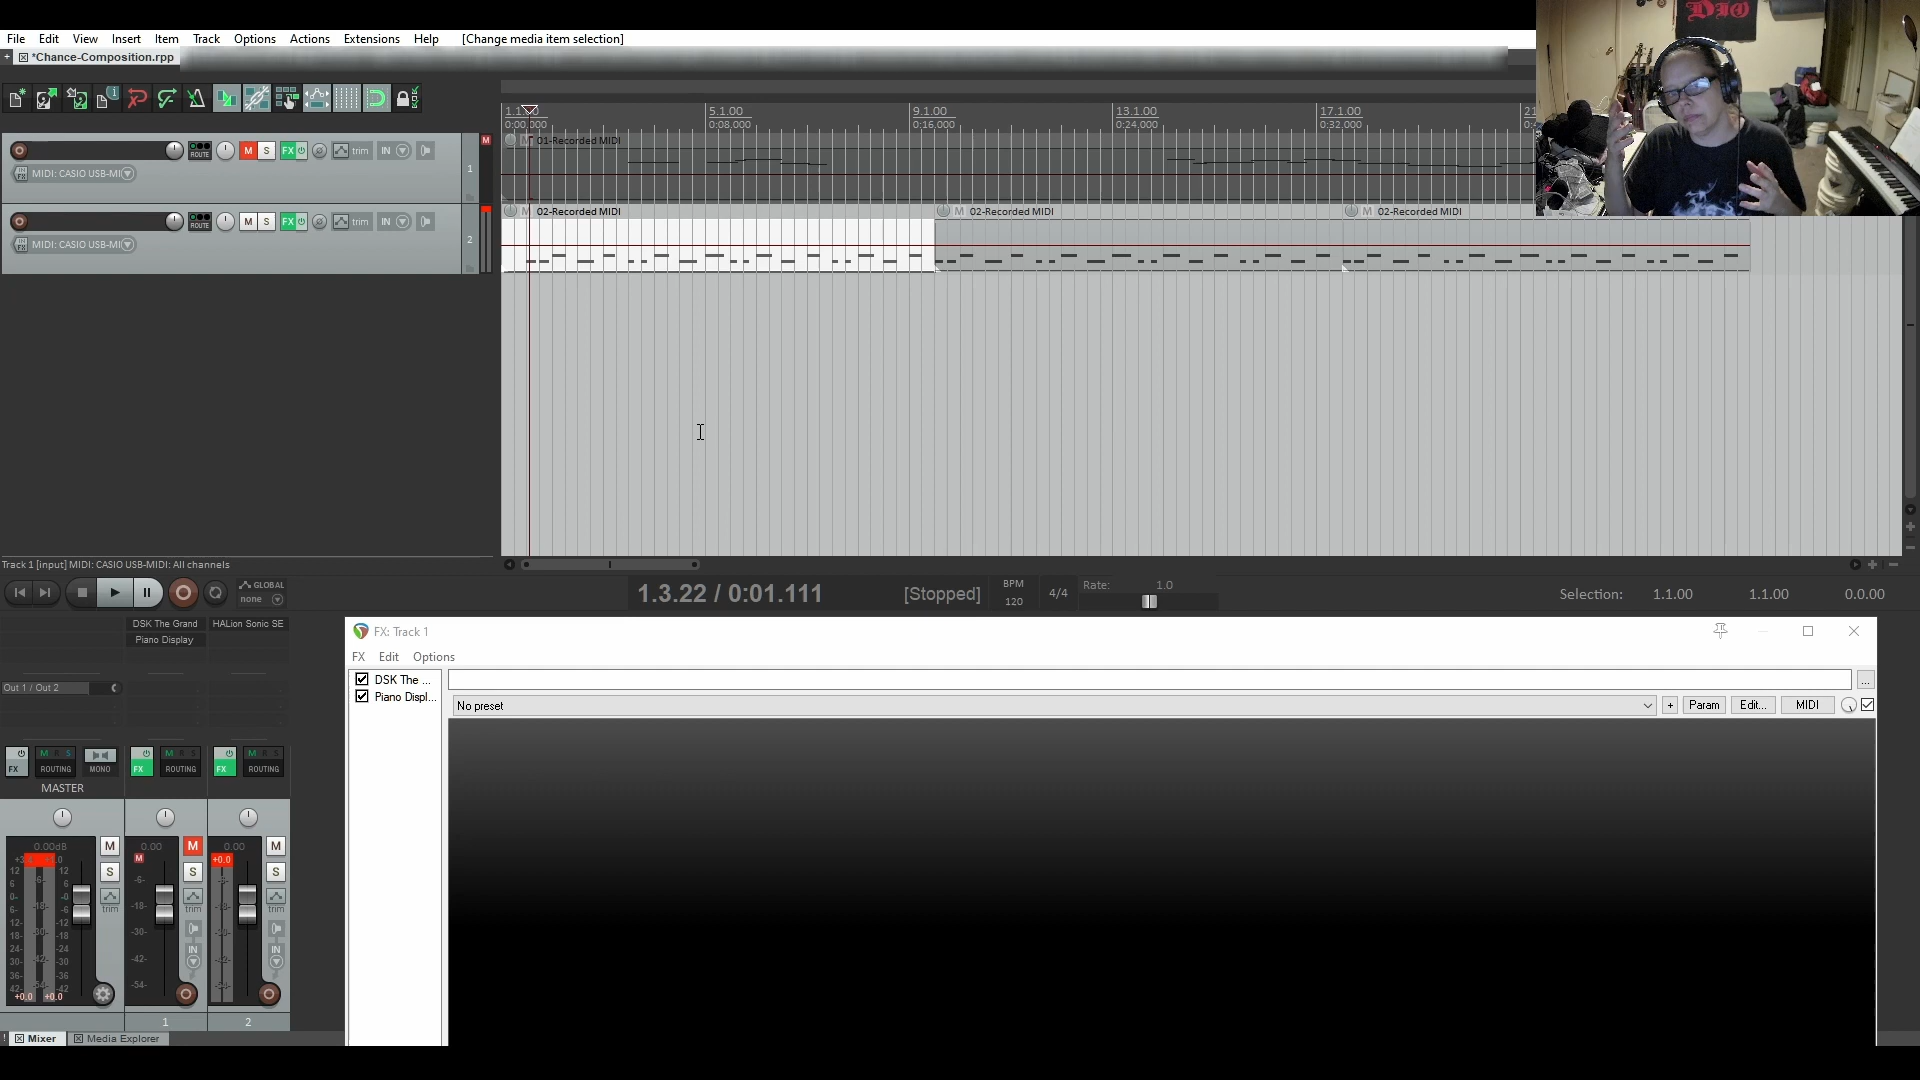 File Edit View Insert Item Track Options Actions Extensions Help [Change media item selection]
*Chance-Composition.rpp
DIO
1.1.00 5.1.00 9.1.00 13.1.00 17.1.00 21
0:00.000 0:08.000 0:16.000 0:24.000 0:32.000 0:4
01-Recorded MIDI
ROUTE M S FX trim IN
MIDI: CASIO USB-MI
1
02-Recorded MIDI M 02-Recorded MIDI M 02-Recorded MIDI
ROUTE M S FX trim IN
MIDI: CASIO USB-MI
2
Track 1 [input] MIDI: CASIO USB-MIDI: All channels
GLOBAL
none
1.3.22 / 0:01.111 [Stopped] BPM 120 4/4 Rate: 1.0 Selection: 1.1.00 1.1.00 0.0.00
DSK The Grand HALion Sonic SE
Piano Display
Out 1 / Out 2
FX: Track 1
FX Edit Options
DSK The ...
Piano Displ...
No preset + Param Edit... MIDI
FX M R S ROUTING MONO FX M R S ROUTING FX M R S ROUTING
MASTER
0.00dB M 0.00 M 0.00 M
S S S
trim trim trim
IN IN
+0.0 +0.0
1 2
Mixer Media Explorer